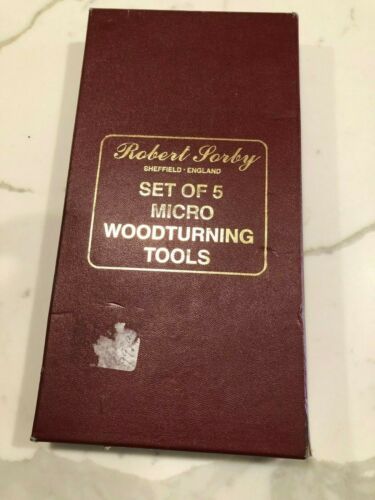 Robert Sorby
SHEFFIELD · ENGLAND
SET OF 5
MICRO
WOODTURNING
TOOLS